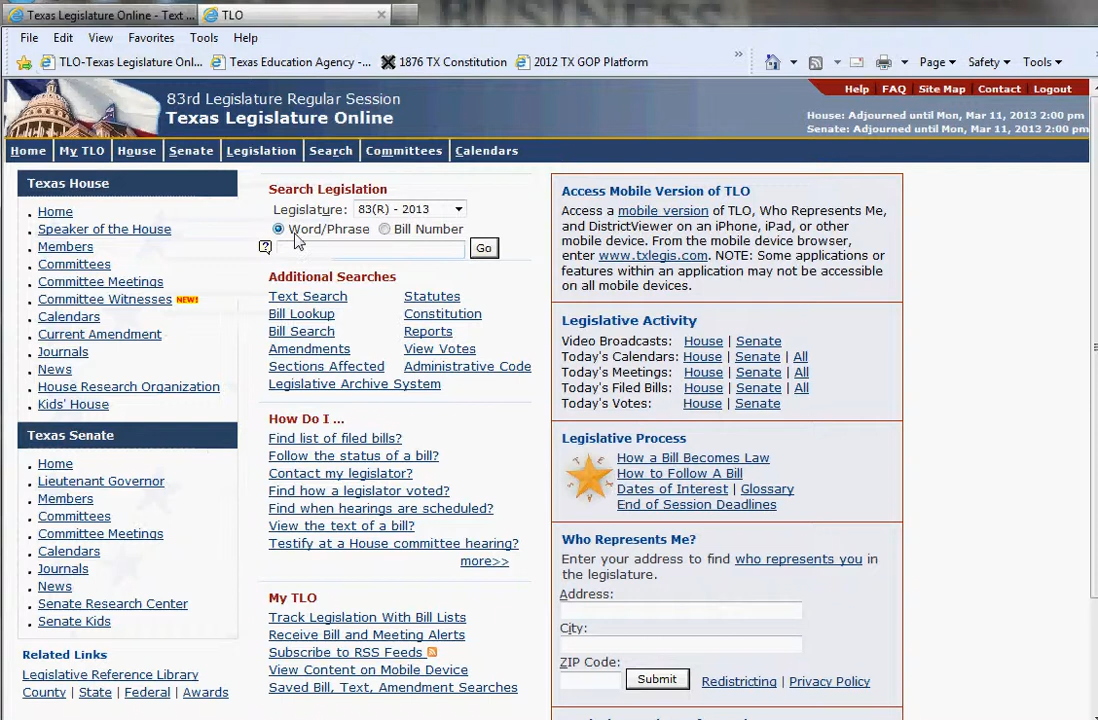 BUSINESS
Texas Legislature Online - Text ...
TLO
File Edit View Favorites Tools Help
TLO-Texas Legislature Onl... Texas Education Agency -... 1876 TX Constitution 2012 TX GOP Platform
Page Safety Tools
Help FAQ Site Map Contact Logout
83rd Legislature Regular Session
Texas Legislature Online
House: Adjourned until Mon, Mar 11, 2013 2:00 pm
Senate: Adjourned until Mon, Mar 11, 2013 2:00 pm
Home My TLO House Senate Legislation Search Committees Calendars
Texas House
Home
Speaker of the House
Members
Committees
Committee Meetings
Committee Witnesses NEW!
Calendars
Current Amendment
Journals
News
House Research Organization
Kids' House
Texas Senate
Home
Lieutenant Governor
Members
Committees
Committee Meetings
Calendars
Journals
News
Senate Research Center
Senate Kids
Related Links
Legislative Reference Library
County | State | Federal | Awards
Search Legislation
Legislature: 83(R) - 2013
Word/Phrase Bill Number
? Go
Additional Searches
Text Search Statutes
Bill Lookup Constitution
Bill Search Reports
Amendments View Votes
Sections Affected Administrative Code
Legislative Archive System
How Do I ...
Find list of filed bills?
Follow the status of a bill?
Contact my legislator?
Find how a legislator voted?
Find when hearings are scheduled?
View the text of a bill?
Testify at a House committee hearing?
more>>
My TLO
Track Legislation With Bill Lists
Receive Bill and Meeting Alerts
Subscribe to RSS Feeds
View Content on Mobile Device
Saved Bill, Text, Amendment Searches
Access Mobile Version of TLO
Access a mobile version of TLO, Who Represents Me,
and DistrictViewer on an iPhone, iPad, or other
mobile device. From the mobile device browser,
enter www.txlegis.com. NOTE: Some applications or
features within an application may not be accessible
on all mobile devices.
Legislative Activity
Video Broadcasts: House | Senate
Today's Calendars: House | Senate | All
Today's Meetings: House | Senate | All
Today's Filed Bills: House | Senate | All
Today's Votes: House | Senate
Legislative Process
How a Bill Becomes Law
How to Follow A Bill
Dates of Interest | Glossary
End of Session Deadlines
Who Represents Me?
Enter your address to find who represents you in
the legislature.
Address:
City:
ZIP Code:
Submit Redistricting | Privacy Policy